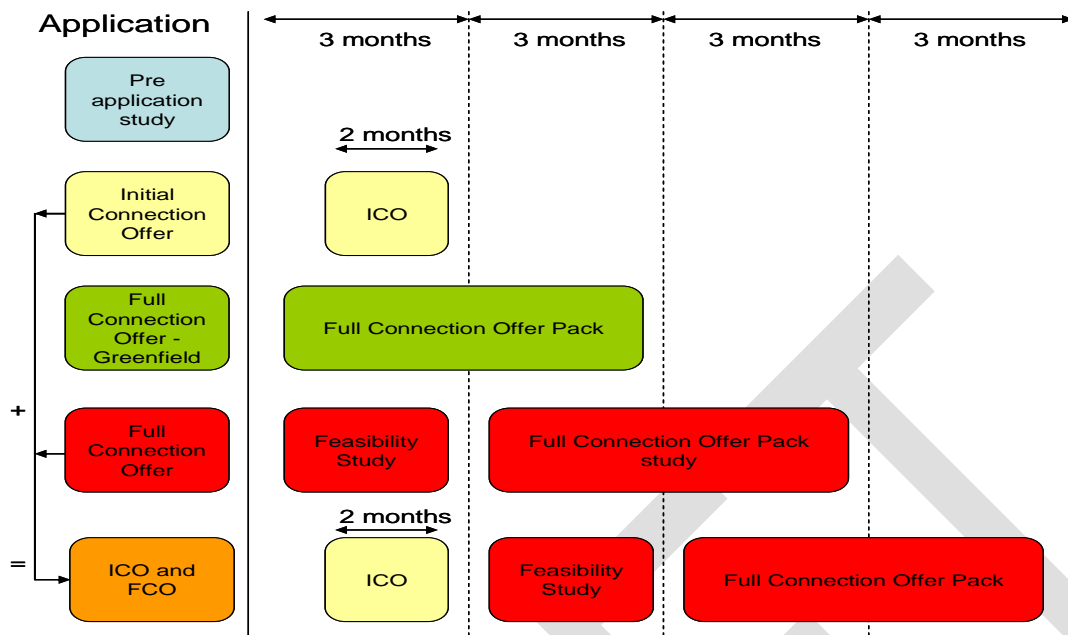 Application
3 months
3 months
3 months
3 months
Pre
application
study
2 months
Initial
Connection
Offer
ICO
Full
Connection
Offer -
Greenfield
Full Connection Offer Pack
+
Full
Connection
Offer
Feasibility
Study
Full Connection Offer Pack
study
2 months
=
ICO and
FCO
ICO
Feasibility
Study
Full Connection Offer Pack